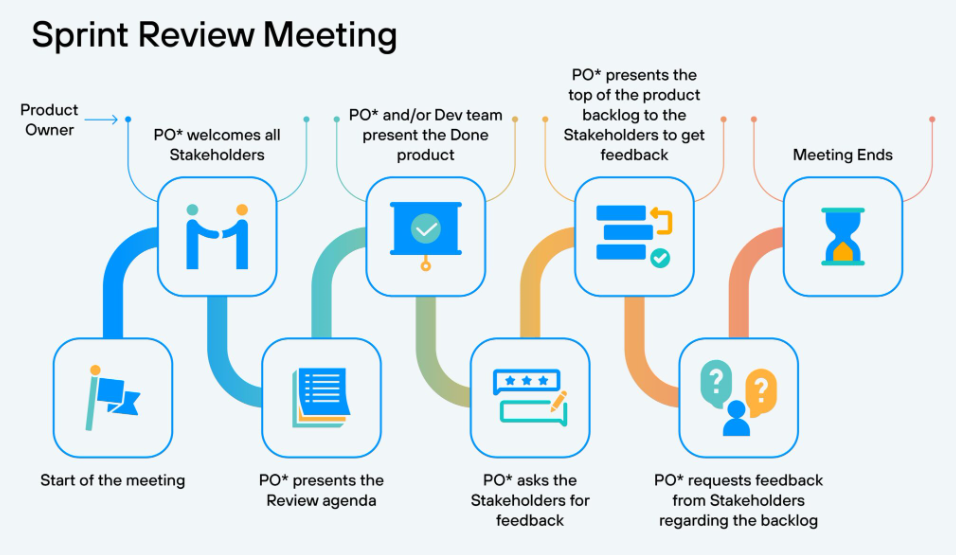 Sprint Review Meeting
Product
Owner
Start of the meeting
PO* welcomes all
Stakeholders
PO* presents the
Review agenda
PO* and/or Dev team
present the Done
product
PO* asks the
Stakeholders for
feedback
PO* presents the
top of the product
backlog to the
Stakeholders to get
feedback
PO* requests feedback
from Stakeholders
regarding the backlog
Meeting Ends